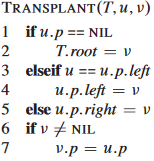 TRANSPLANT(T, u, v)
1 if u.p == NIL
2 T.root = v
3 elseif u == u.p.left
4 u.p.left = v
5 else u.p.right = v
6 if v ≠ NIL
7 v.p = u.p